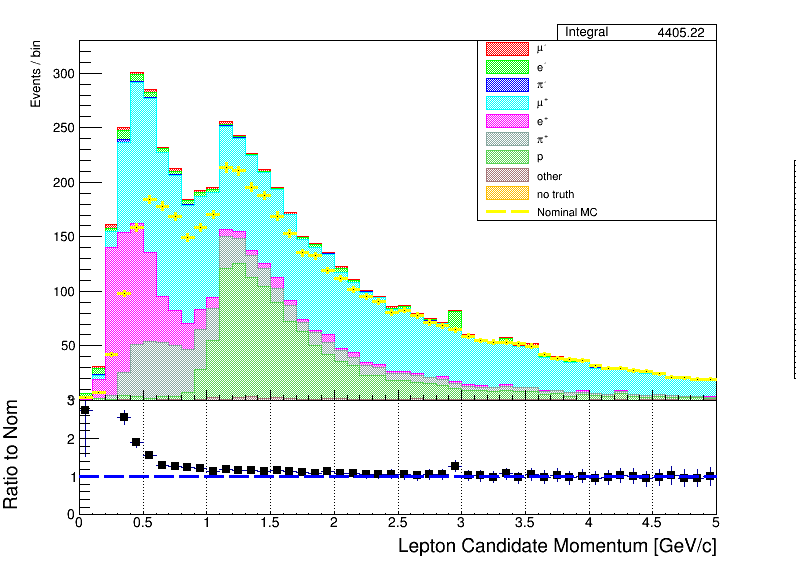 Integral 4405.22
Events / bin
300
250
200
150
100
50
μ⁻
e⁻
π⁻
μ⁺
e⁺
π⁺
p
other
no truth
Nominal MC
Ratio to Nom
3
2
1
0
0 0.5 1 1.5 2 2.5 3 3.5 4 4.5 5
Lepton Candidate Momentum [GeV/c]